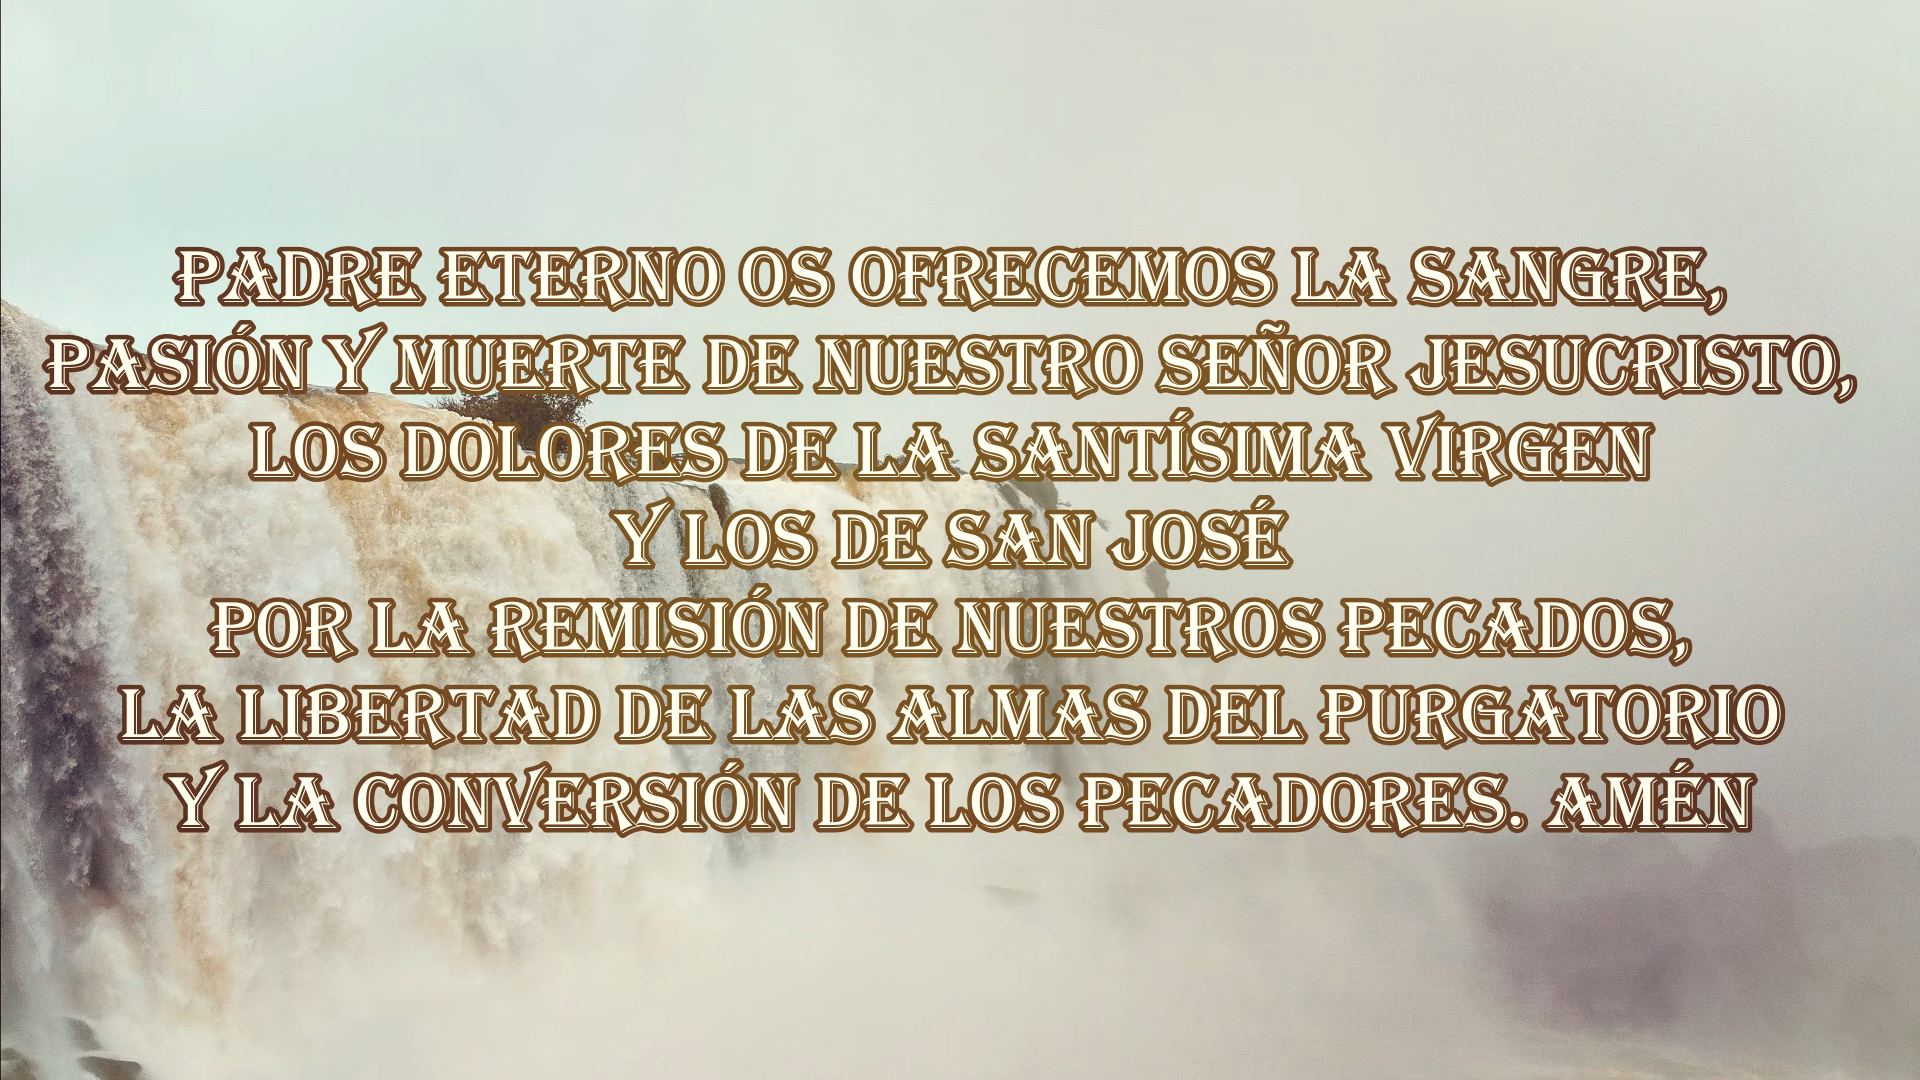 PADRE ETERNO OS OFRECEMOS LA SANGRE,
PASIÓN Y MUERTE DE NUESTRO SEÑOR JESUCRISTO,
LOS DOLORES DE LA SANTÍSIMA VIRGEN
Y LOS DE SAN JOSÉ
POR LA REMISIÓN DE NUESTROS PECADOS,
LA LIBERTAD DE LAS ALMAS DEL PURGATORIO
Y LA CONVERSIÓN DE LOS PECADORES. AMÉN